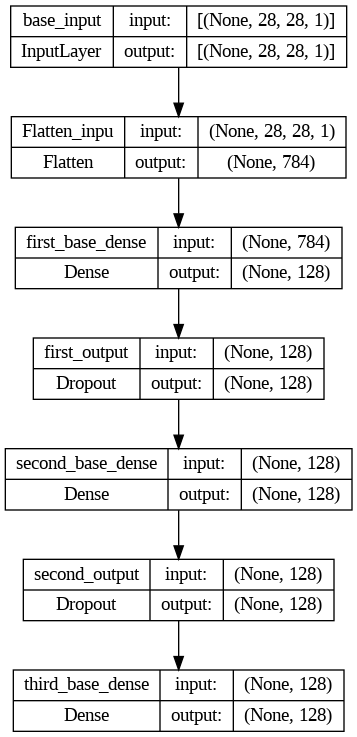 base_input input: [(None, 28, 28, 1)]
InputLayer output: [(None, 28, 28, 1)]
Flatten_inpu input: (None, 28, 28, 1)
Flatten output: (None, 784)
first_base_dense input: (None, 784)
Dense output: (None, 128)
first_output input: (None, 128)
Dropout output: (None, 128)
second_base_dense input: (None, 128)
Dense output: (None, 128)
second_output input: (None, 128)
Dropout output: (None, 128)
third_base_dense input: (None, 128)
Dense output: (None, 128)